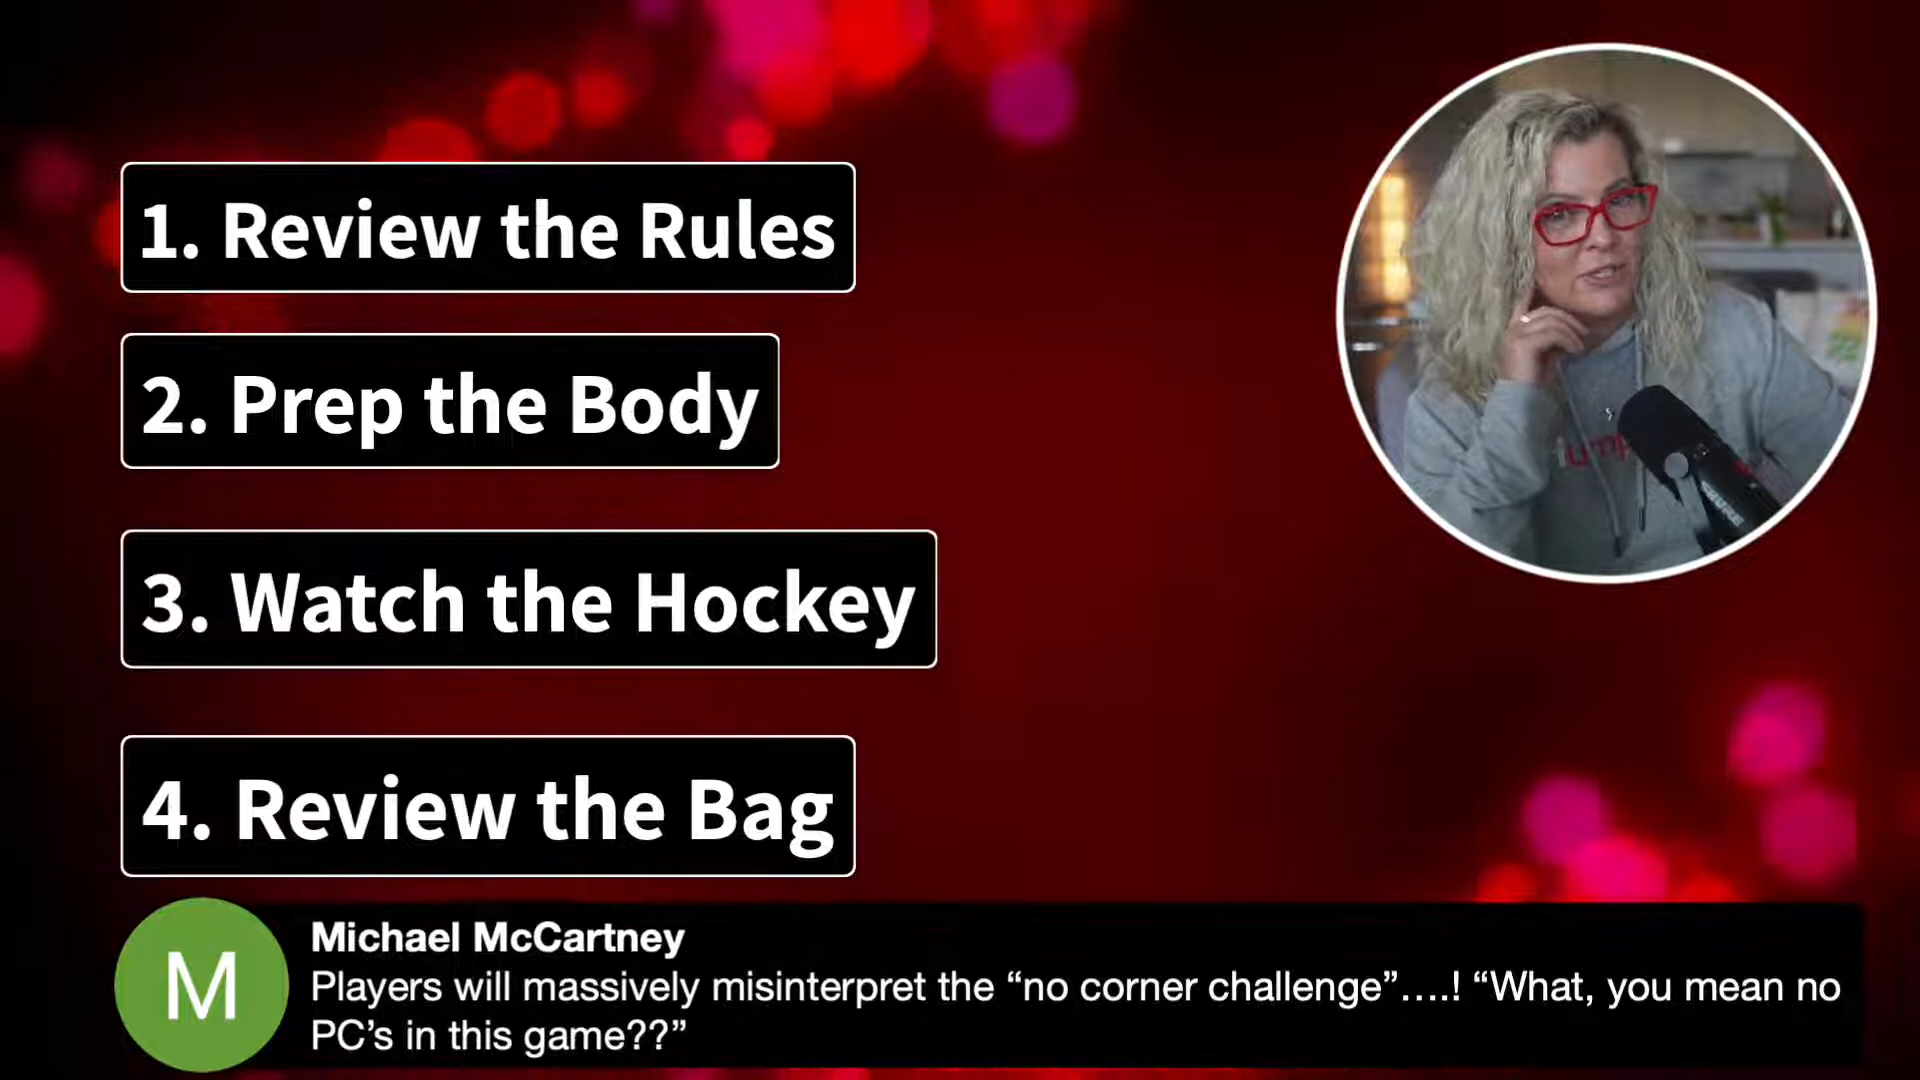 1. Review the Rules
2. Prep the Body
3. Watch the Hockey
4. Review the Bag
M
Michael McCartney
Players will massively misinterpret the “no corner challenge”....! “What, you mean no
PC’s in this game??”
SHURE